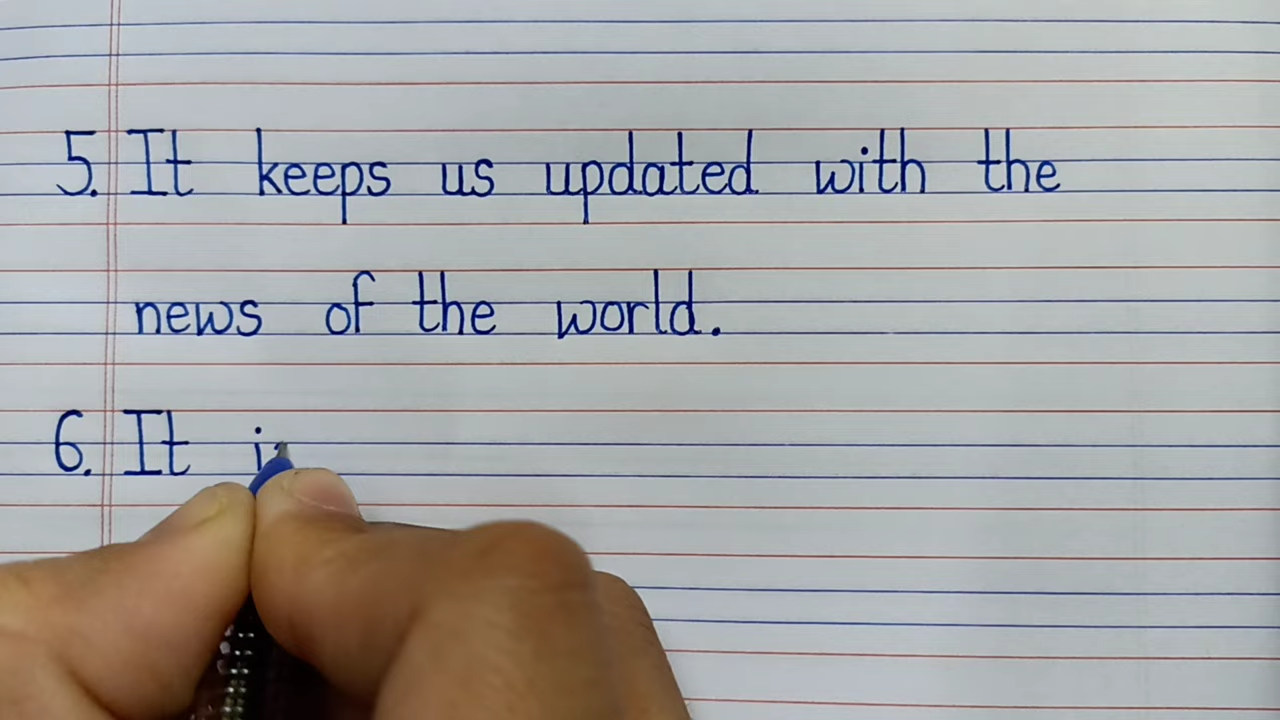 5. It keeps us updated with the
news of the world.
6. It